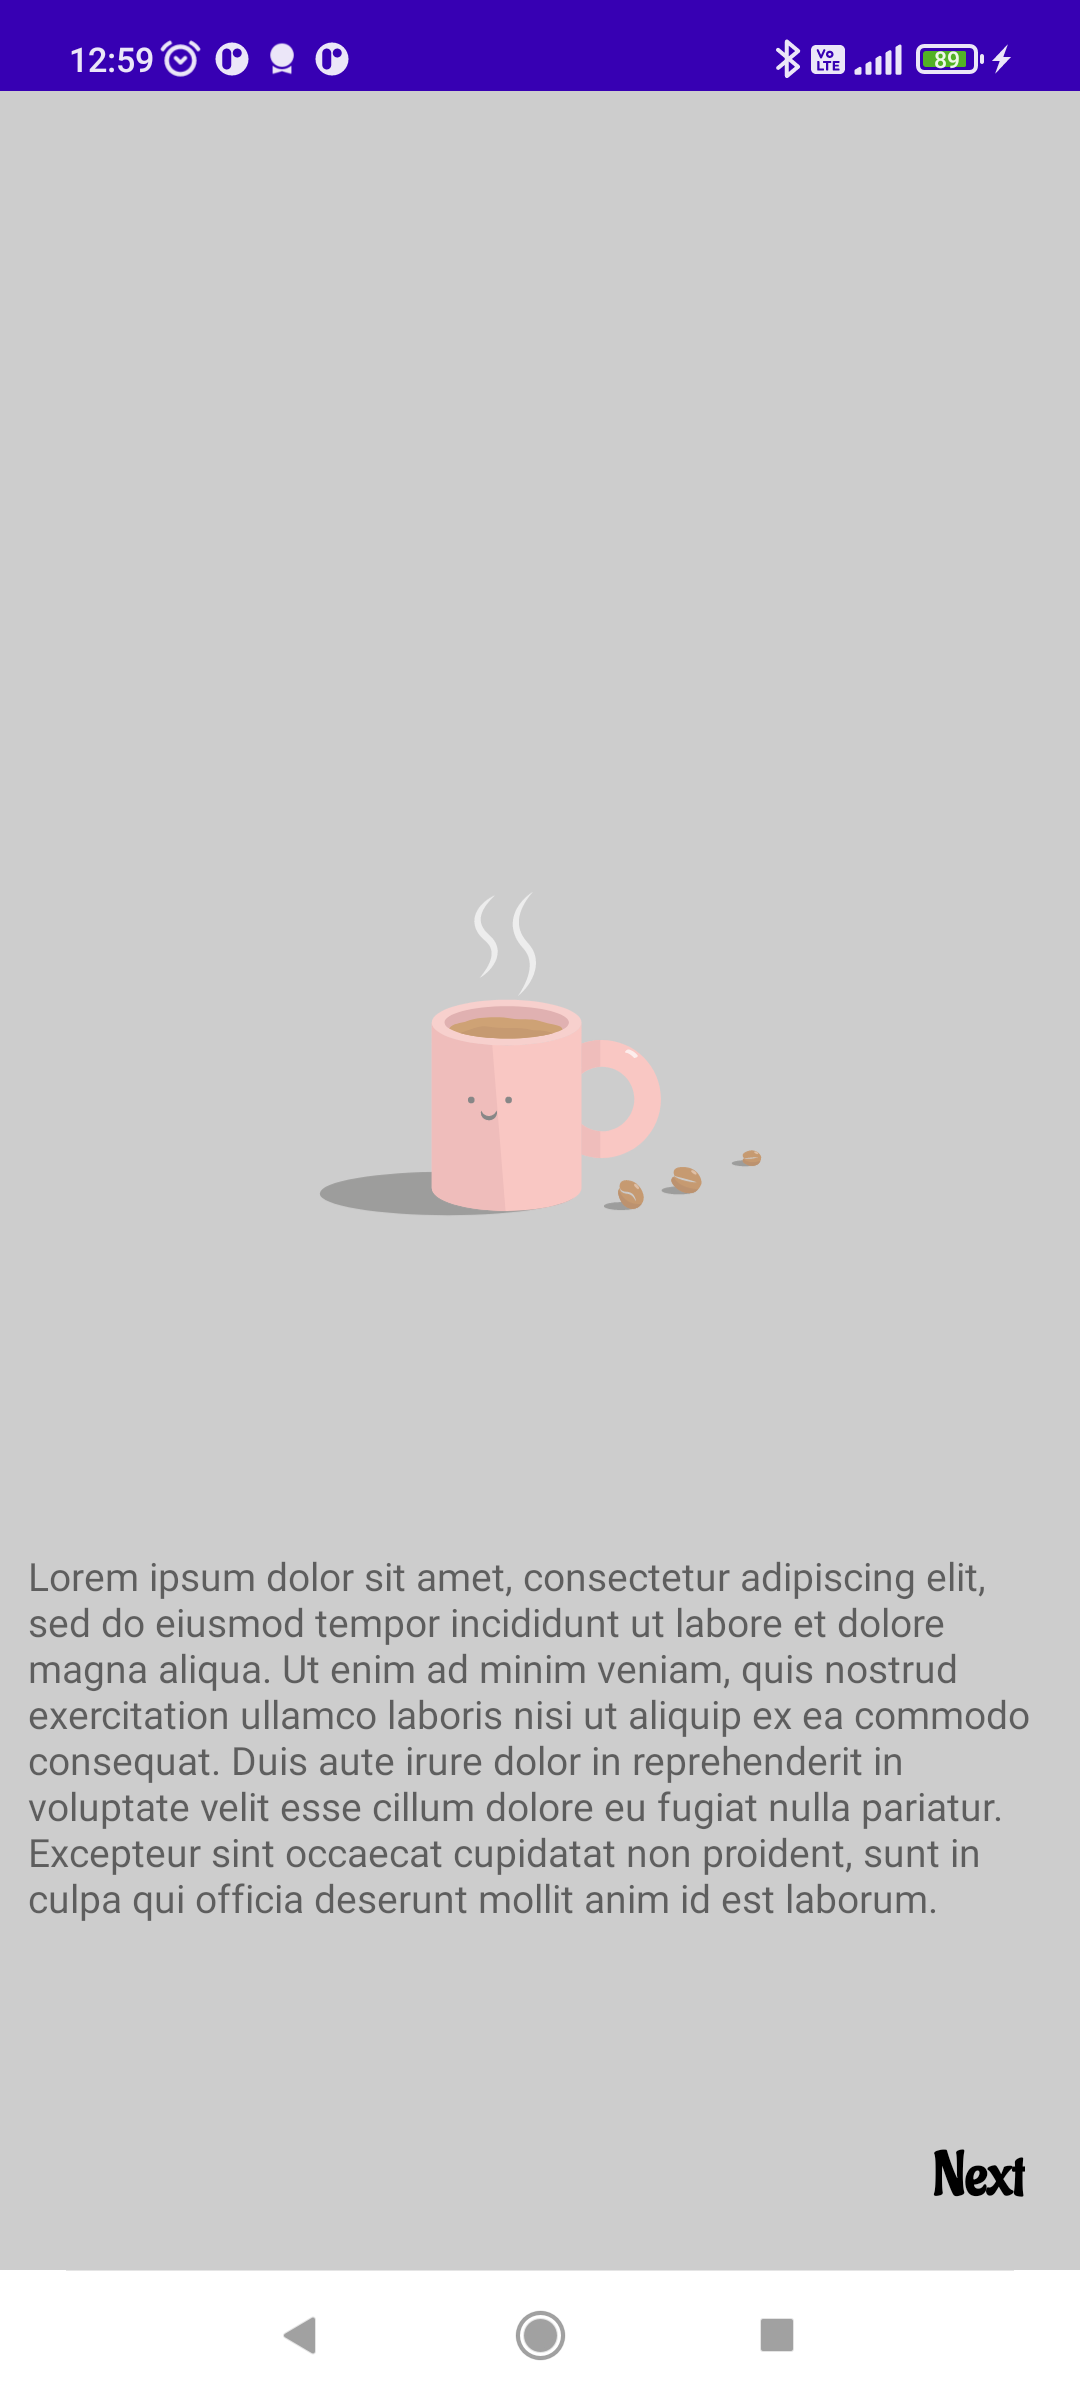 12:59
Vo
LTE
89
Lorem ipsum dolor sit amet, consectetur adipiscing elit,
sed do eiusmod tempor incididunt ut labore et dolore
magna aliqua. Ut enim ad minim veniam, quis nostrud
exercitation ullamco laboris nisi ut aliquip ex ea commodo
consequat. Duis aute irure dolor in reprehenderit in
voluptate velit esse cillum dolore eu fugiat nulla pariatur.
Excepteur sint occaecat cupidatat non proident, sunt in
culpa qui officia deserunt mollit anim id est laborum.
Next